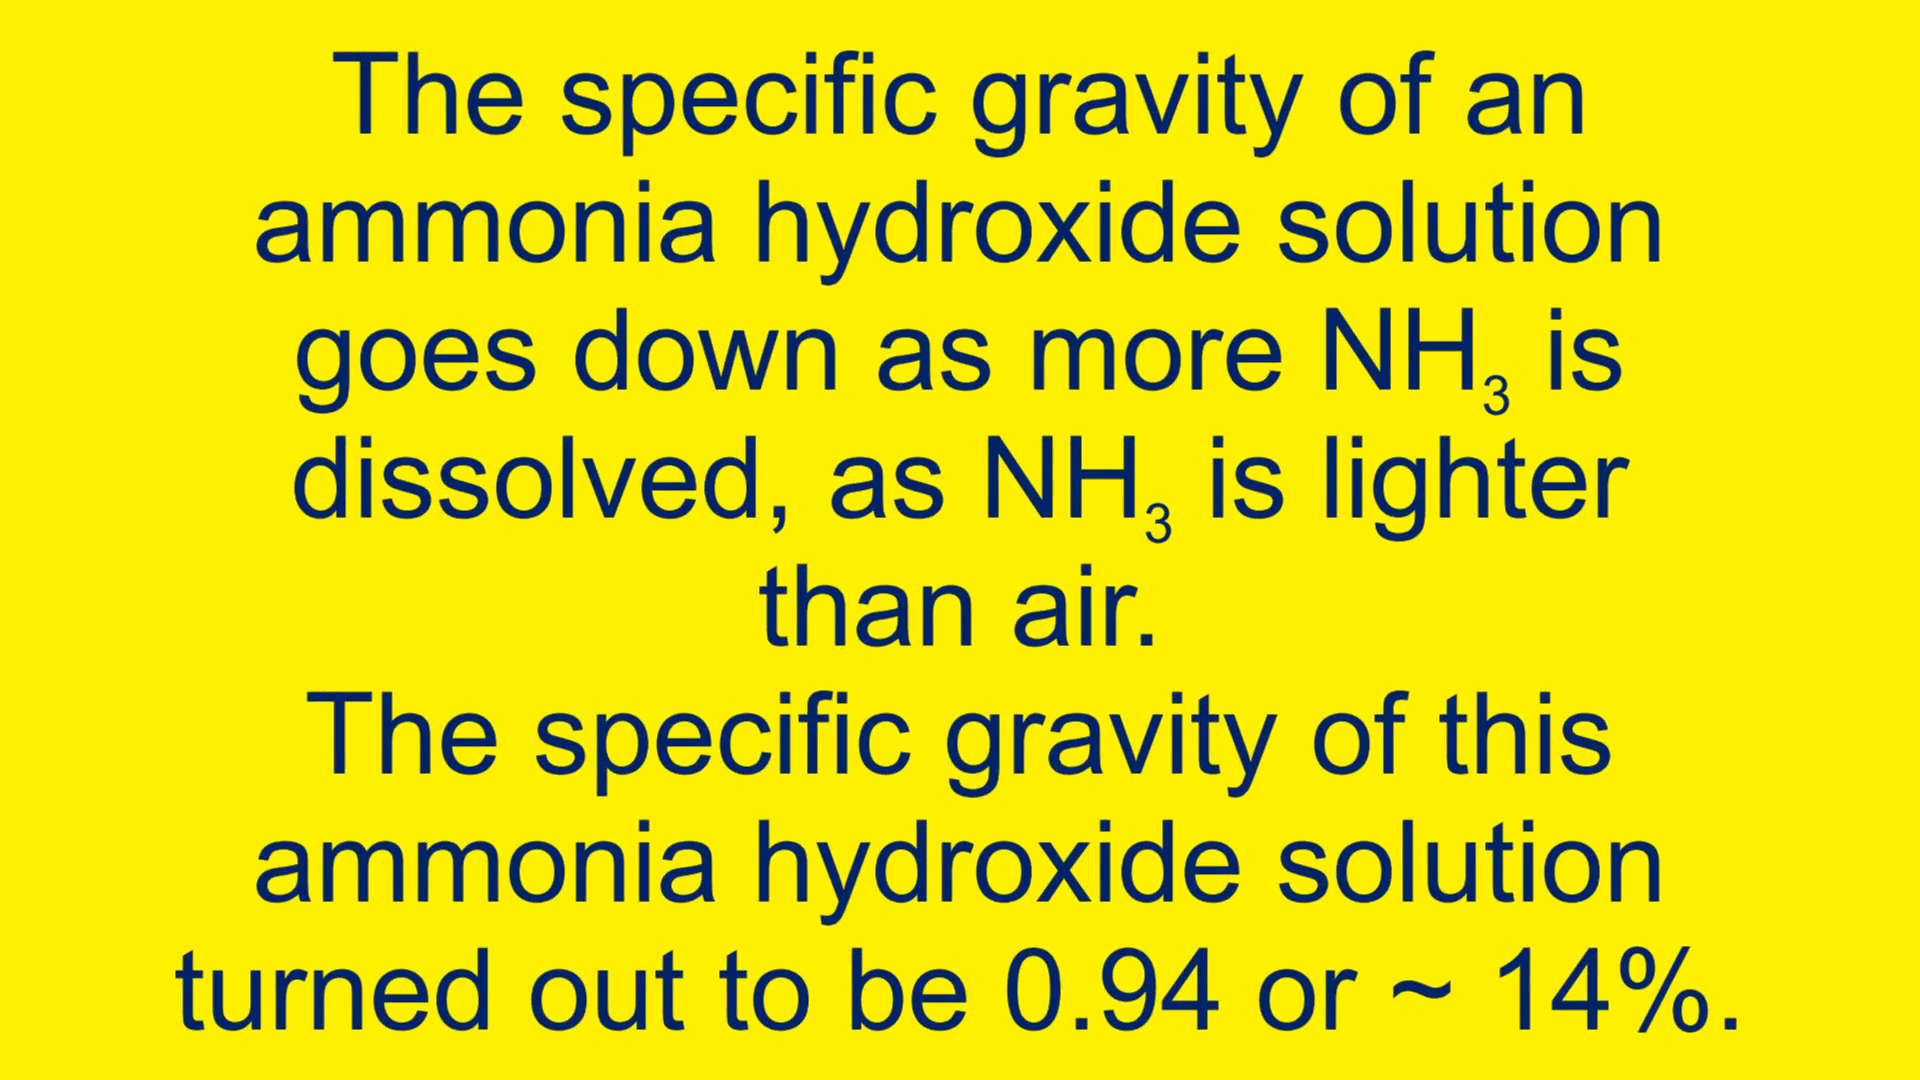 The specific gravity of an
ammonia hydroxide solution
goes down as more NH₃ is
dissolved, as NH₃ is lighter
than air.
The specific gravity of this
ammonia hydroxide solution
turned out to be 0.94 or ~ 14%.